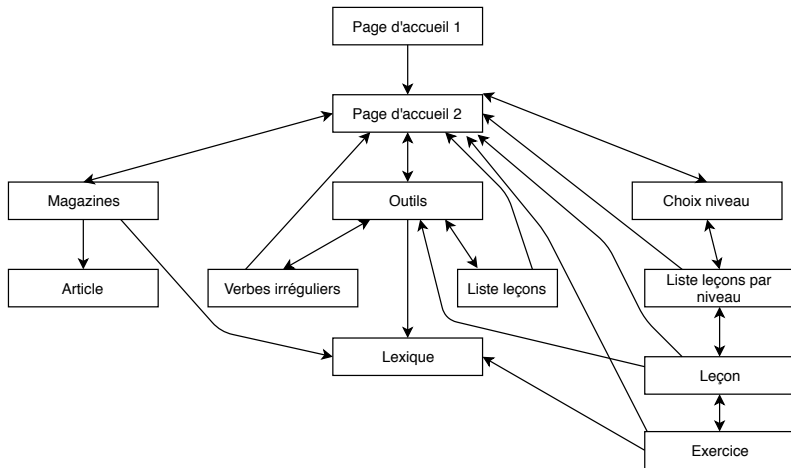 Page d'accueil 1
Page d'accueil 2
Magazines
Outils
Choix niveau
Article
Verbes irréguliers
Liste leçons
Liste leçons par
niveau
Lexique
Leçon
Exercice